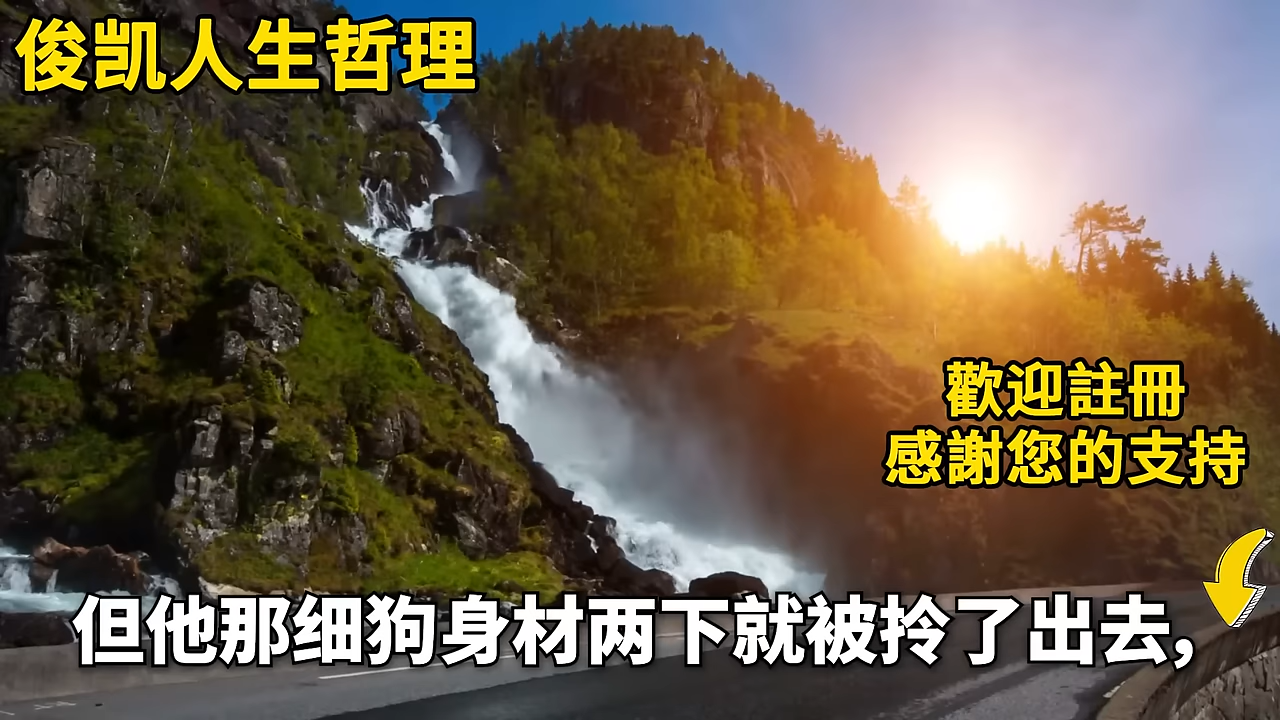 俊凯人生哲理
歡迎註冊
感謝您的支持
但他那细狗身材两下就被拎了出去,